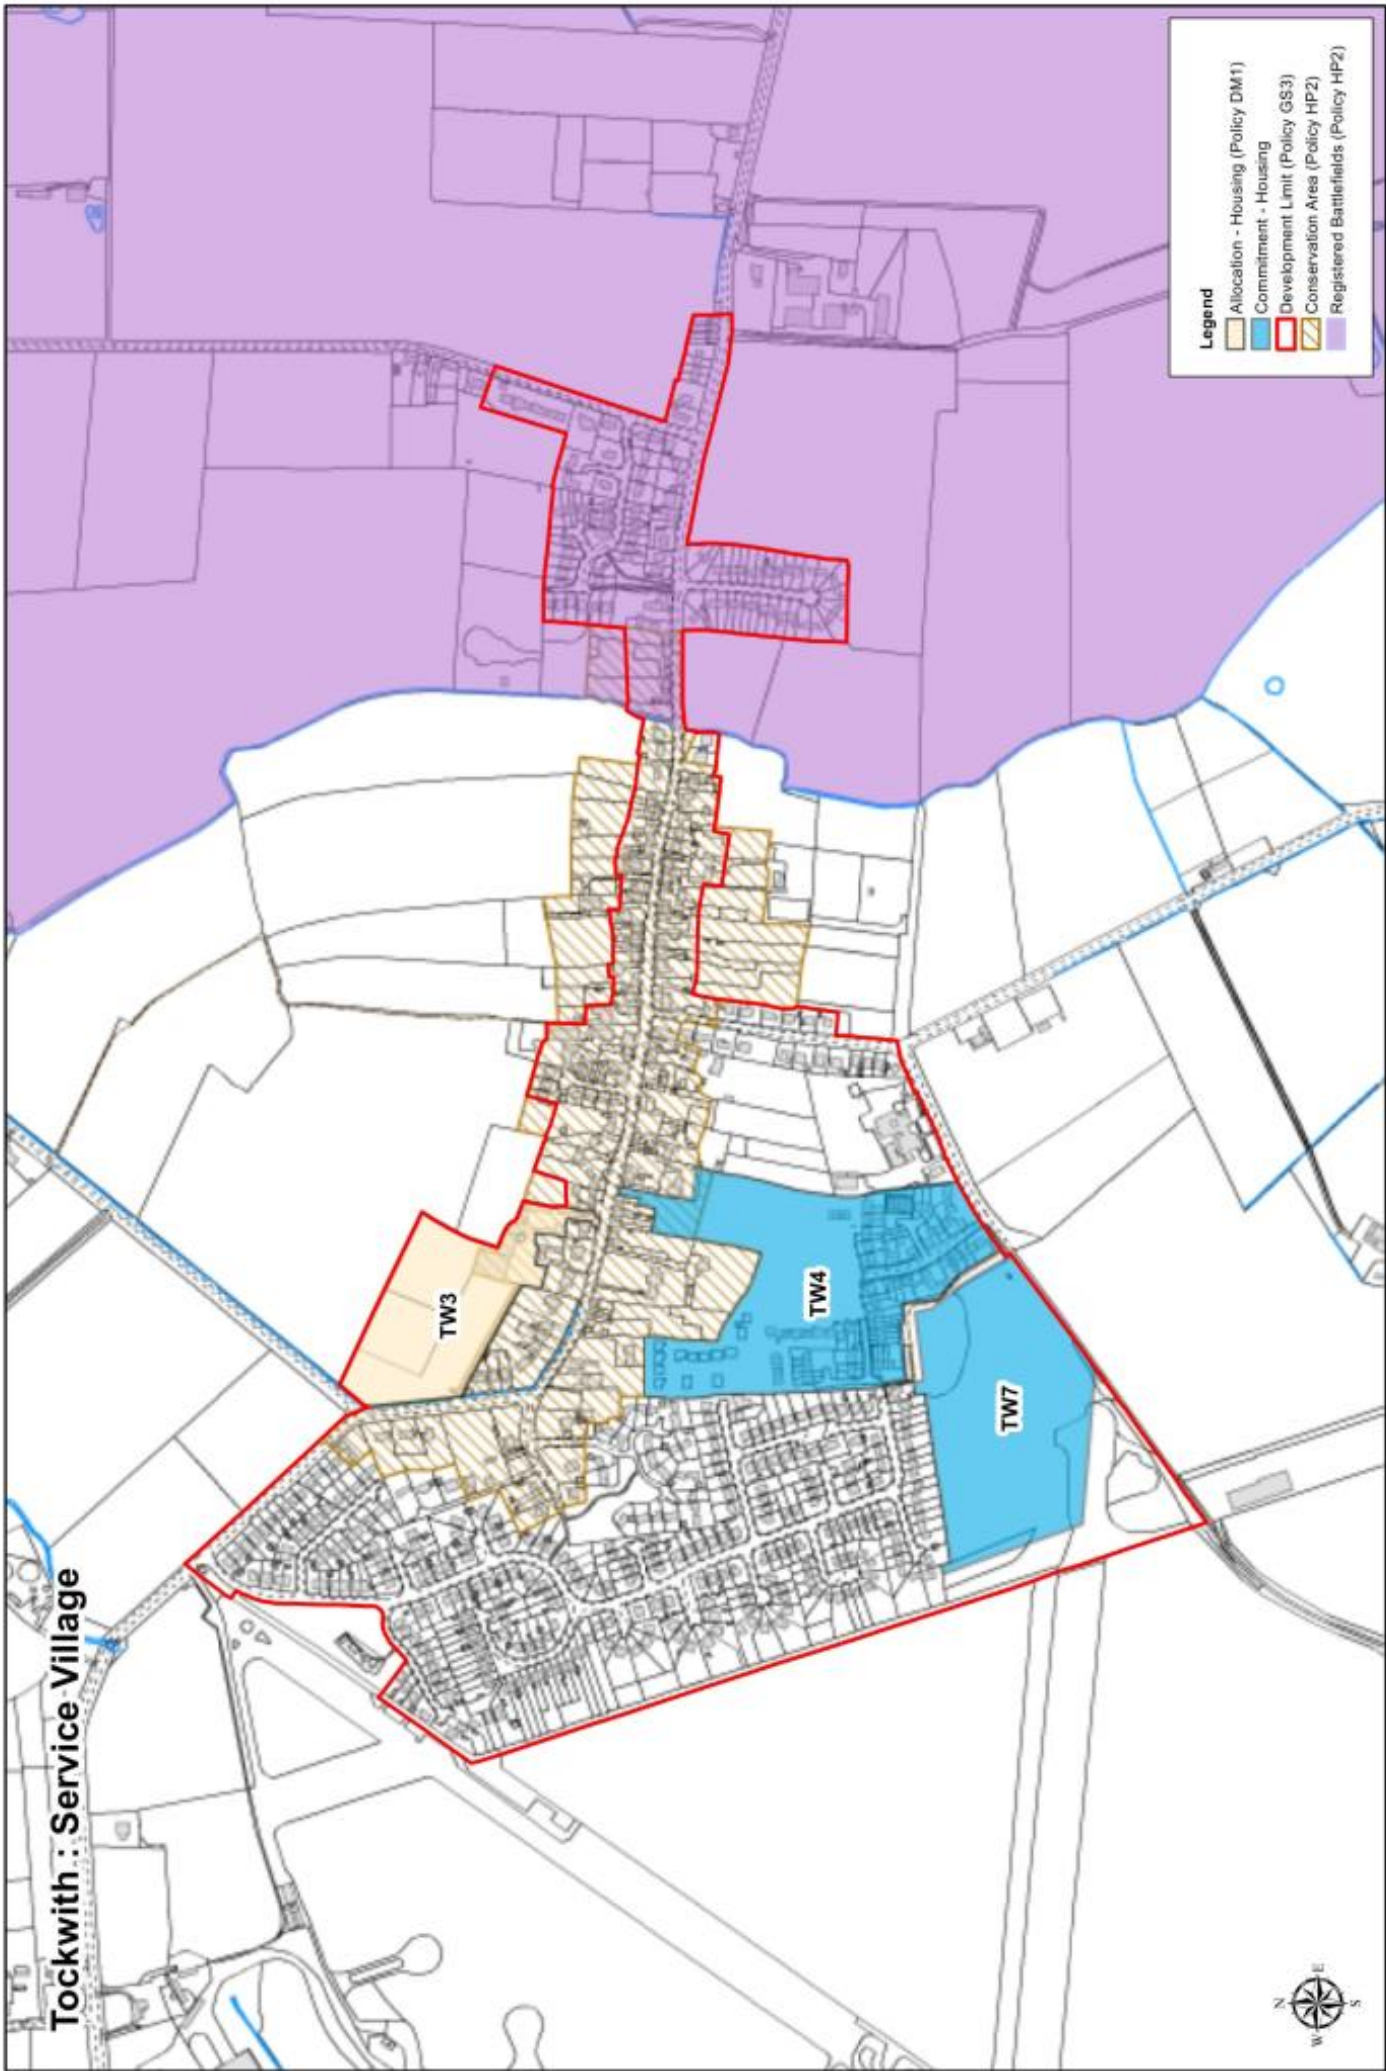 Tockwith : Service Village
TW3
TW4
TW7
Legend
Allocation - Housing (Policy DM1)
Commitment - Housing
Development Limit (Policy GS3)
Conservation Area (Policy HP2)
Registered Battlefields (Policy HP2)
N
W
E
S